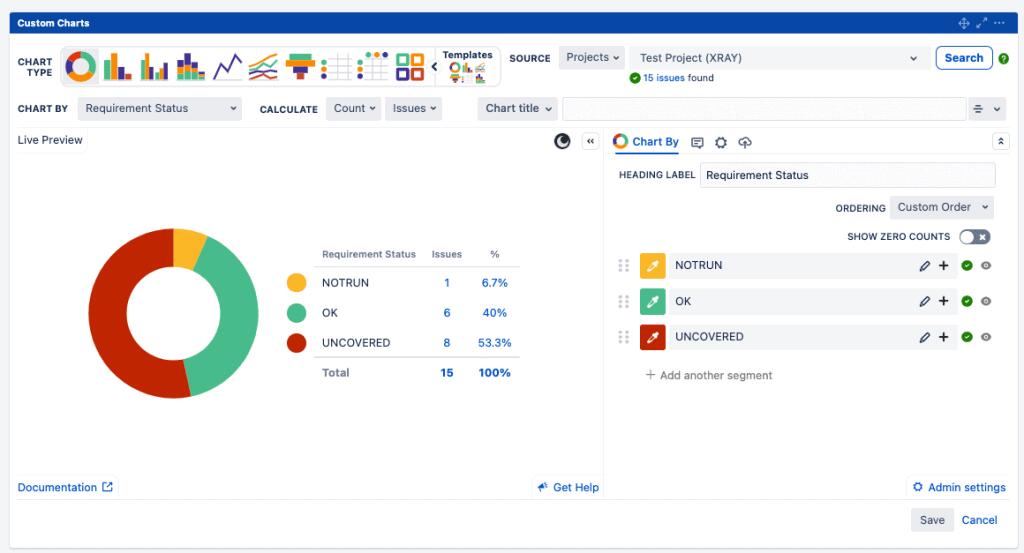 Custom Charts
CHART TYPE
Templates
SOURCE
Projects
Test Project (XRAY)
Search
15 issues found
CHART BY
Requirement Status
CALCULATE
Count
Issues
Chart title
Live Preview
Chart By
HEADING LABEL
Requirement Status
ORDERING
Custom Order
SHOW ZERO COUNTS
Requirement Status Issues %
NOTRUN 1 6.7%
OK 6 40%
UNCOVERED 8 53.3%
Total 15 100%
NOTRUN
OK
UNCOVERED
+ Add another segment
Documentation
Get Help
Admin settings
Save
Cancel